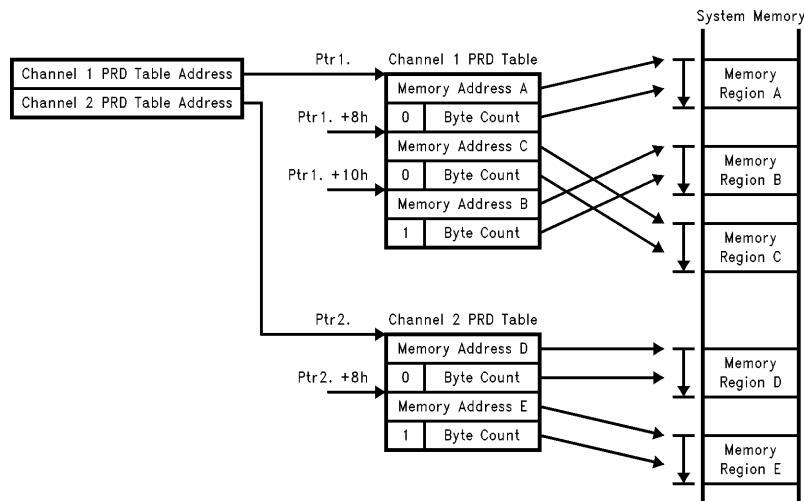 System Memory
Ptr1.
Channel 1 PRD Table
Channel 1 PRD Table Address
Channel 2 PRD Table Address
Memory Address A
Ptr1. +8h
0
Byte Count
Memory Address C
Ptr1. +10h
0
Byte Count
Memory Address B
1
Byte Count
Memory
Region A
Memory
Region B
Memory
Region C
Ptr2.
Channel 2 PRD Table
Memory Address D
Ptr2. +8h
0
Byte Count
Memory Address E
1
Byte Count
Memory
Region D
Memory
Region E